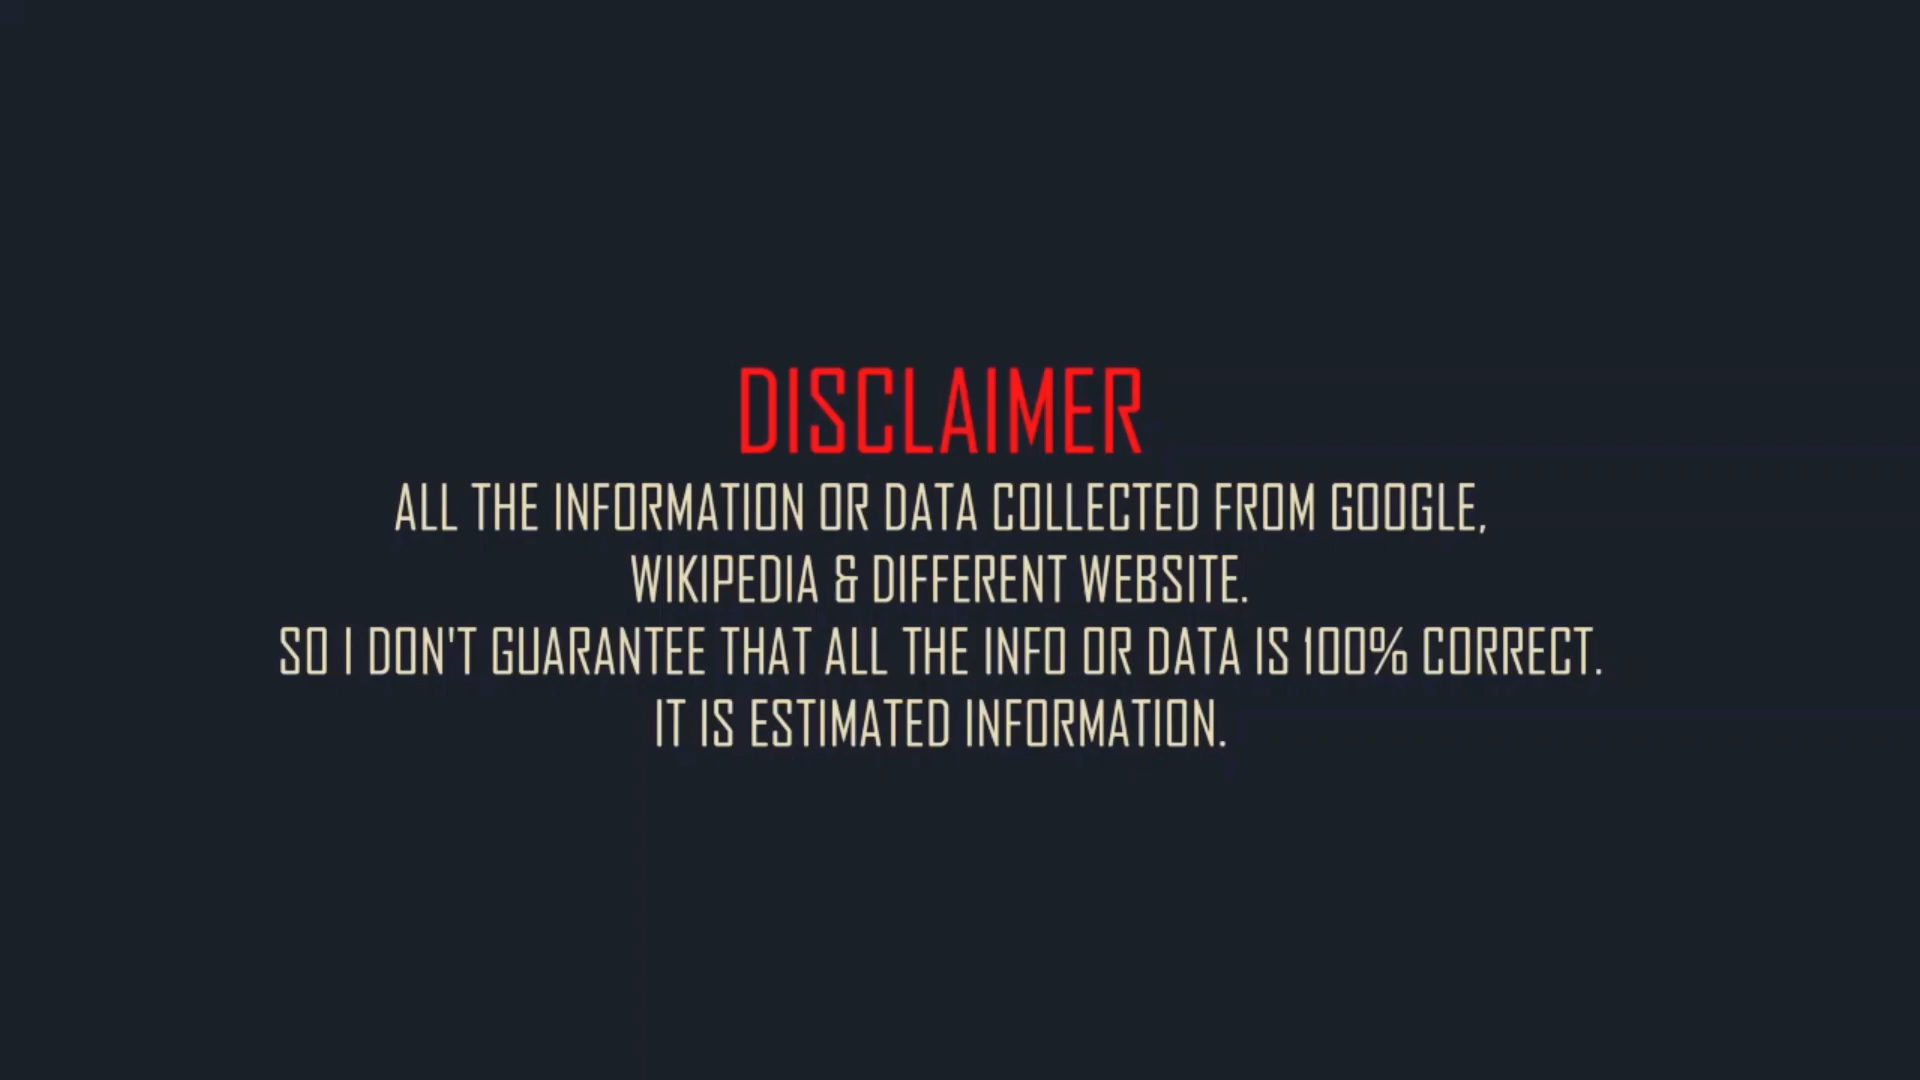 DISCLAIMER
ALL THE INFORMATION OR DATA COLLECTED FROM GOOGLE,
WIKIPEDIA & DIFFERENT WEBSITE.
SO I DON'T GUARANTEE THAT ALL THE INFO OR DATA IS 100% CORRECT.
IT IS ESTIMATED INFORMATION.